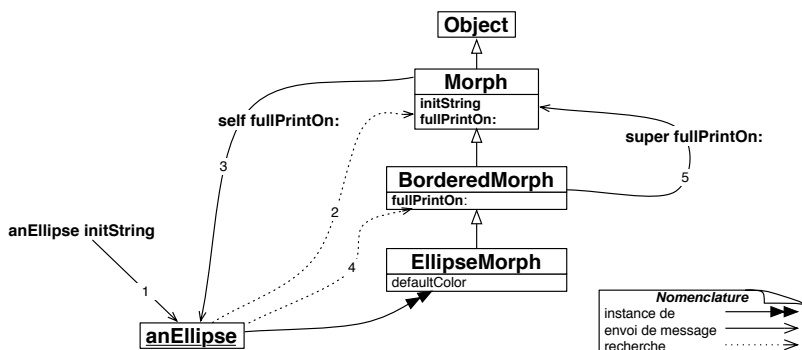 Object
Morph
initString
fullPrintOn:
self fullPrintOn:
super fullPrintOn:
3
2
5
BorderedMorph
fullPrintOn:
anEllipse initString
4
EllipseMorph
defaultColor
1
anEllipse
Nomenclature
instance de
envoi de message
recherche